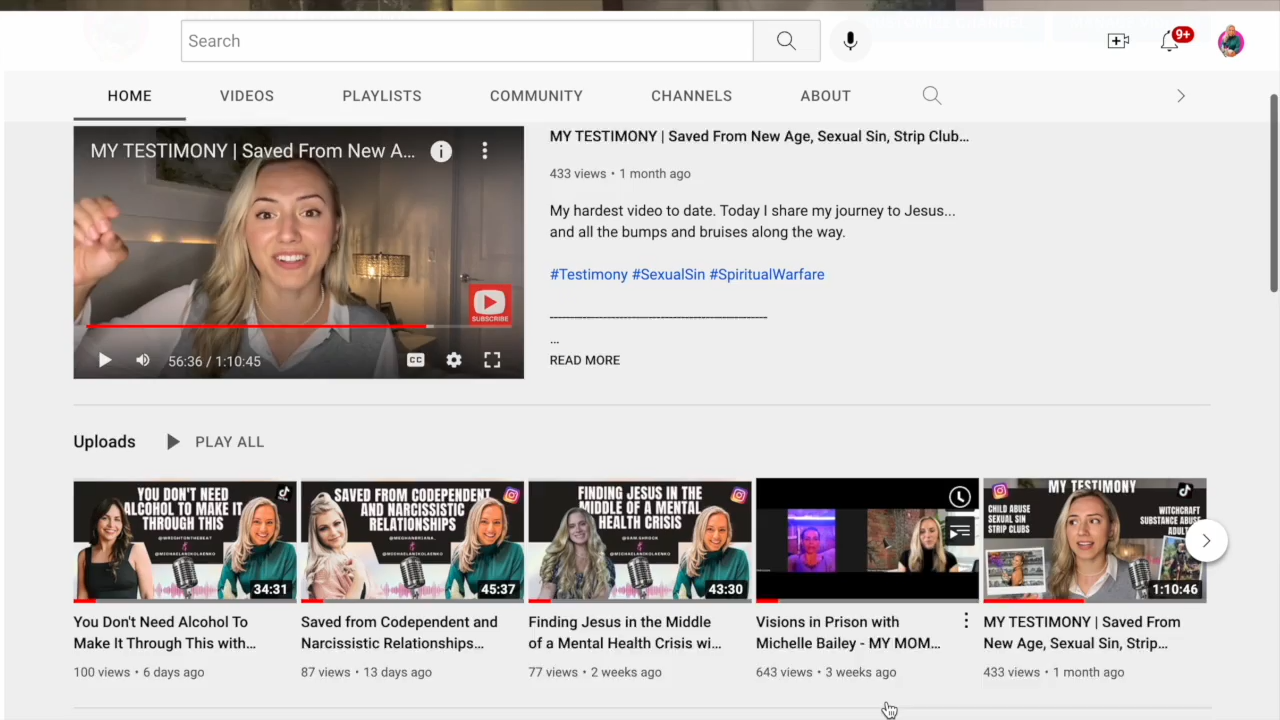 Search
9+
HOME
VIDEOS
PLAYLISTS
COMMUNITY
CHANNELS
ABOUT
MY TESTIMONY | Saved From New A...
SUBSCRIBE
CC
56:36 / 1:10:45
MY TESTIMONY | Saved From New Age, Sexual Sin, Strip Club...
433 views • 1 month ago
My hardest video to date. Today I share my journey to Jesus...
and all the bumps and bruises along the way.
#Testimony #SexualSin #SpiritualWarfare
...
READ MORE
Uploads
PLAY ALL
YOU DON'T NEED
ALCOHOL TO MAKE IT
THROUGH THIS
34:31
You Don't Need Alcohol To
Make It Through This with...
100 views • 6 days ago
SAVED FROM CODEPENDENT
AND NARCISSISTIC
RELATIONSHIPS
45:37
Saved from Codependent and
Narcissistic Relationships...
87 views • 13 days ago
FINDING JESUS IN THE
MIDDLE OF A MENTAL
HEALTH CRISIS
43:30
Finding Jesus in the Middle
of a Mental Health Crisis wi...
77 views • 2 weeks ago
Visions in Prison with
Michelle Bailey - MY MOM...
643 views • 3 weeks ago
MY TESTIMONY
CHILD ABUSE
SEXUAL SIN
STRIP CLUBS
WITCHCRAFT
SUBSTANCE ABUSE
1:10:46
MY TESTIMONY | Saved From
New Age, Sexual Sin, Strip...
433 views • 1 month ago